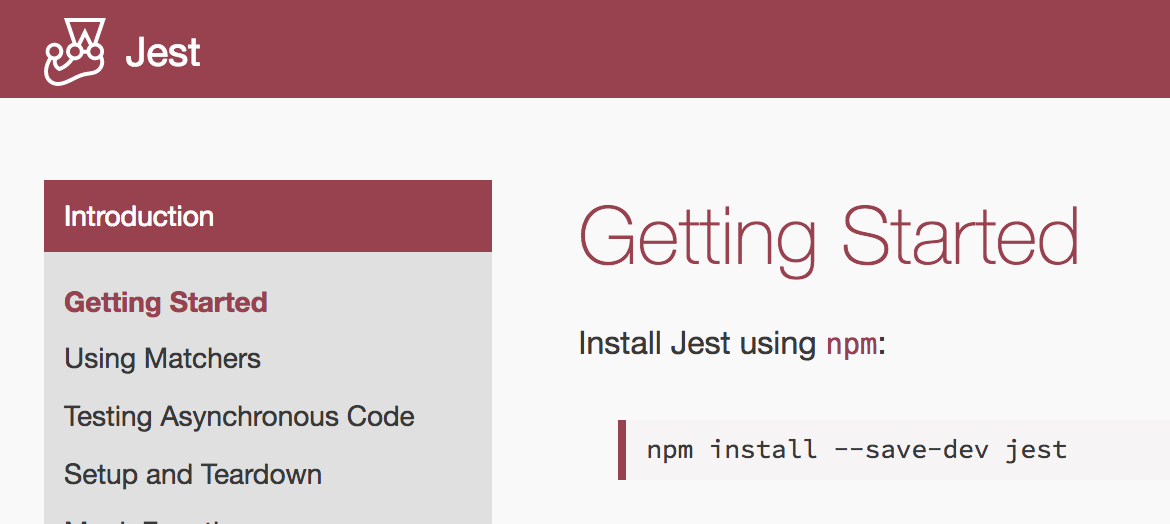 Jest
Introduction
Getting Started
Using Matchers
Testing Asynchronous Code
Setup and Teardown
Getting Started
Install Jest using npm:
npm install --save-dev jest